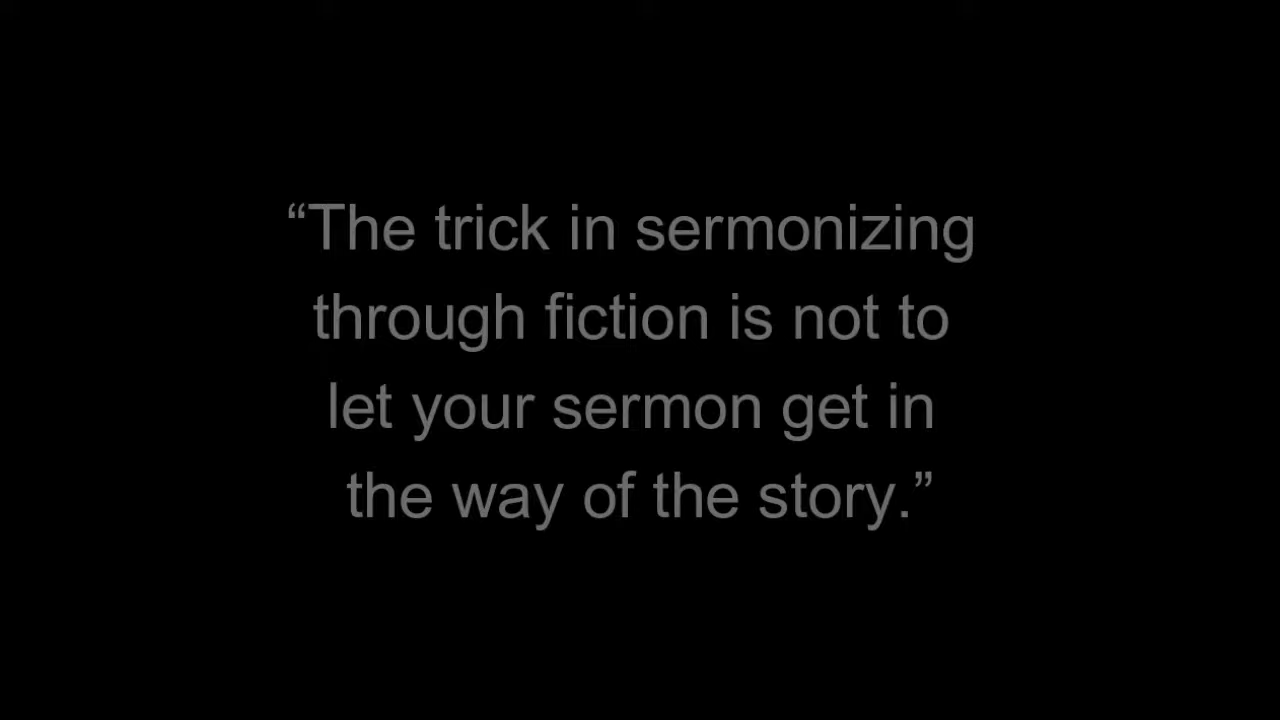 “The trick in sermonizing
through fiction is not to
let your sermon get in
the way of the story.”